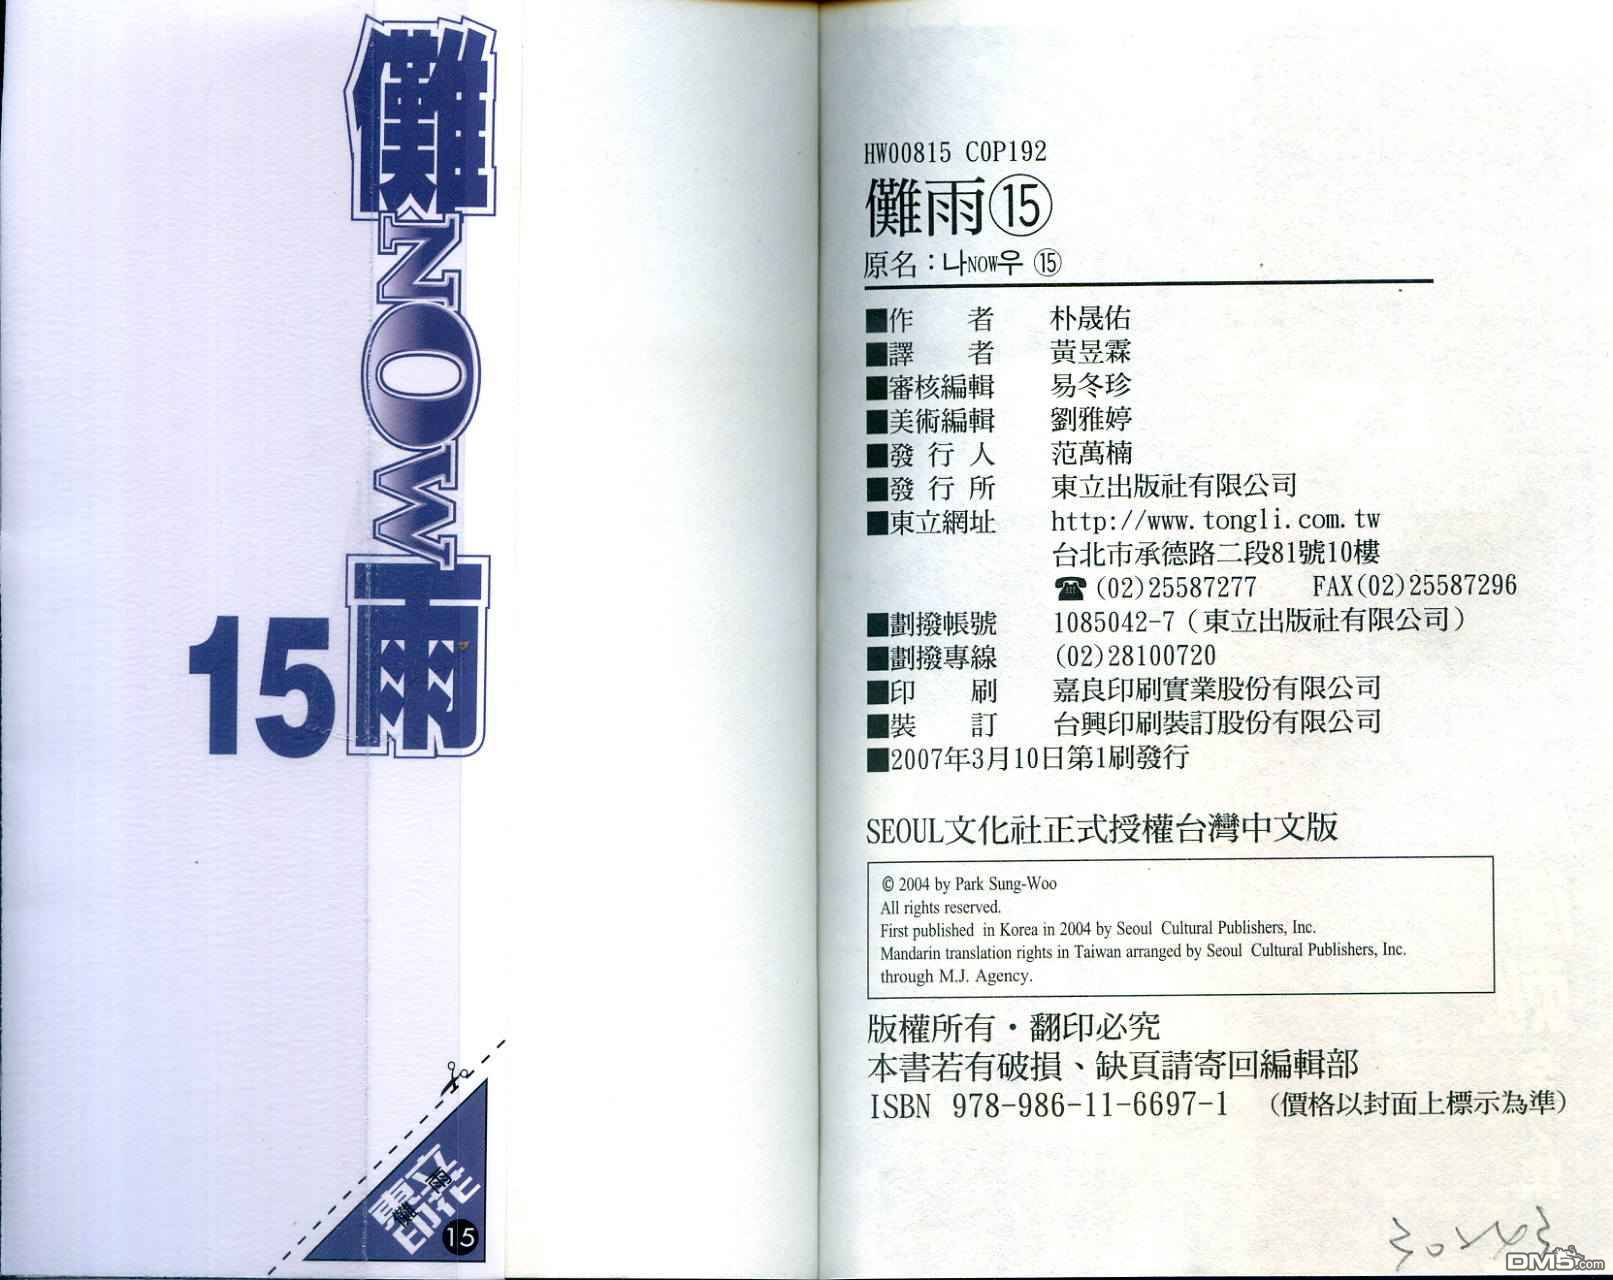 儺
NOW
雨
15
東立
印花
儺雨
15
HW00815 COP192
儺雨⑮
原名：나NOW우 ⑮
■作　　者　朴晟佑
■譯　　者　黃昱霖
■審核編輯　易冬珍
■美術編輯　劉雅婷
■發 行 人　范萬楠
■發 行 所　東立出版社有限公司
■東立網址　http://www.tongli.com.tw
台北市承德路二段81號10樓
☎(02)25587277　FAX(02)25587296
■劃撥帳號　1085042-7（東立出版社有限公司）
■劃撥專線　(02)28100720
■印　　刷　嘉良印刷實業股份有限公司
■裝　　訂　台興印刷裝訂股份有限公司
■2007年3月10日第1刷發行
SEOUL文化社正式授權台灣中文版
© 2004 by Park Sung-Woo
All rights reserved.
First published in Korea in 2004 by Seoul Cultural Publishers, Inc.
Mandarin translation rights in Taiwan arranged by Seoul Cultural Publishers, Inc.
through M.J. Agency.
版權所有・翻印必究
本書若有破損、缺頁請寄回編輯部
ISBN 978-986-11-6697-1　（價格以封面上標示為準）
DM5.com